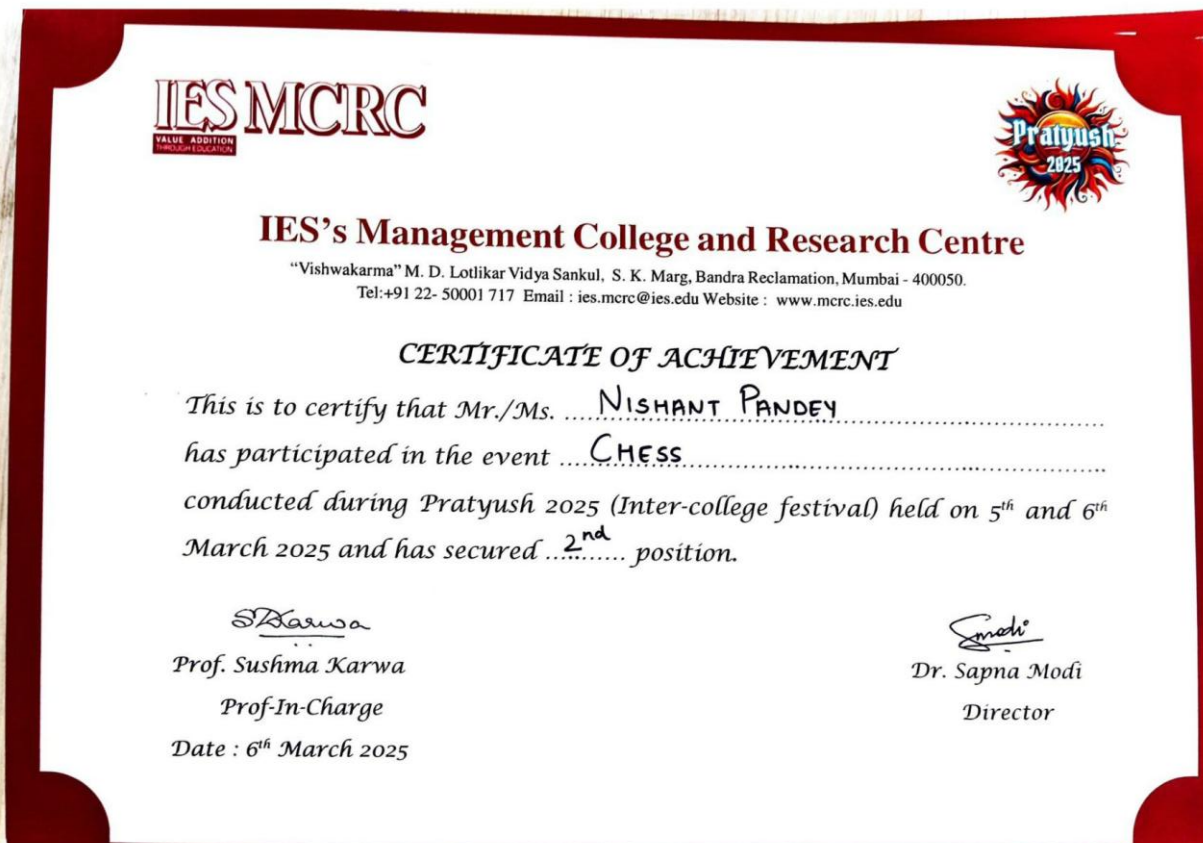 IES MCRC
VALUE ADDITION
THROUGH EDUCATION
Pratyush
2025
IES's Management College and Research Centre
"Vishwakarma" M. D. Lotlikar Vidya Sankul, S. K. Marg, Bandra Reclamation, Mumbai - 400050.
Tel:+91 22- 50001 717 Email : ies.mcrc@ies.edu Website : www.mcrc.ies.edu
CERTIFICATE OF ACHIEVEMENT
This is to certify that Mr./Ms. ....NISHANT PANDEY....
has participated in the event ....CHESS....
conducted during Pratyush 2025 (Inter-college festival) held on 5th and 6th
March 2025 and has secured ...2nd... position.
SDKarwa
Smodi
Prof. Sushma Karwa
Dr. Sapna Modi
Prof-In-Charge
Director
Date : 6th March 2025